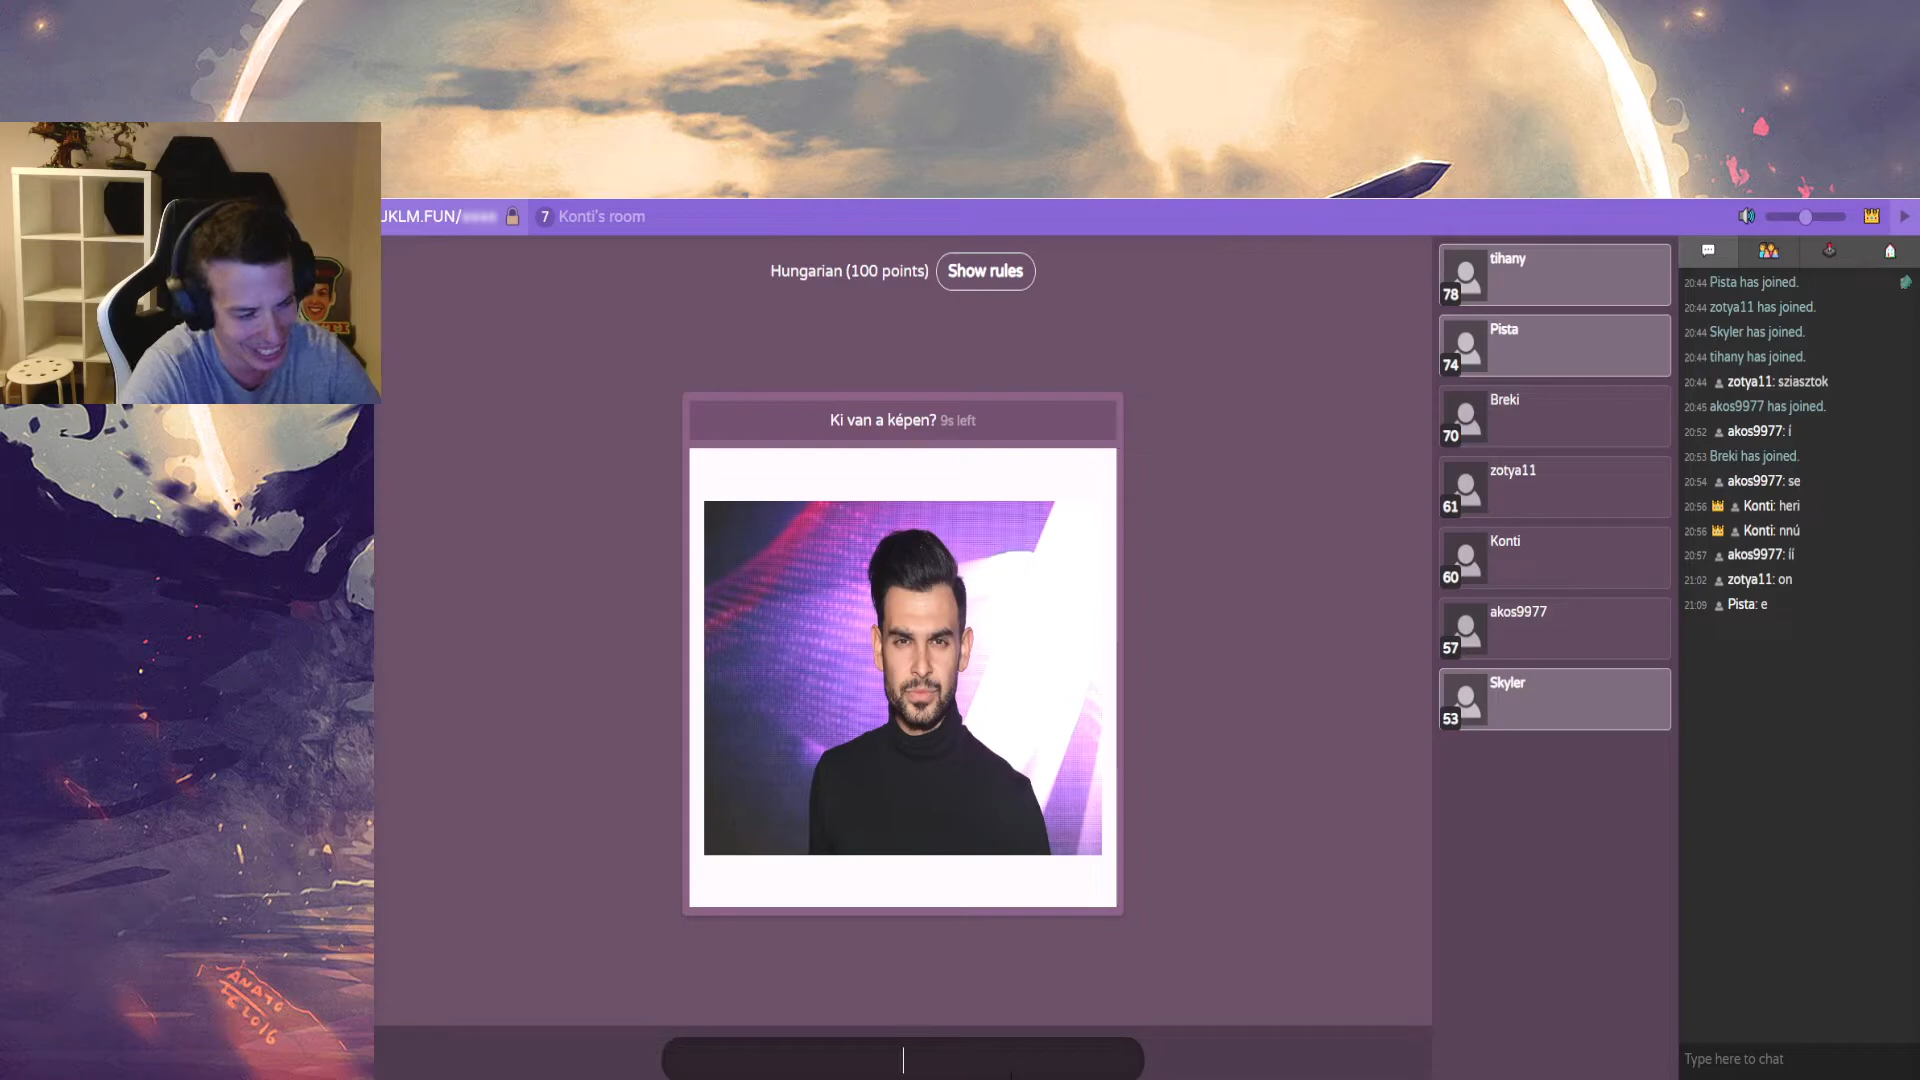 JKLM.FUN/
7 Konti's room
Hungarian (100 points) Show rules
Ki van a képen? 9s left
tihany
78
Pista
74
Breki
70
zotya11
61
Konti
60
akos9977
57
Skyler
53
20:44 Pista has joined.
20:44 zotya11 has joined.
20:44 Skyler has joined.
20:44 tihany has joined.
20:44 zotya11: sziasztok
20:45 akos9977 has joined.
20:52 akos9977: í
20:53 Breki has joined.
20:54 akos9977: se
20:56 Konti: heri
20:56 Konti: nnú
20:57 akos9977: íí
21:02 zotya11: on
21:09 Pista: e
Type here to chat
ANATO
2016